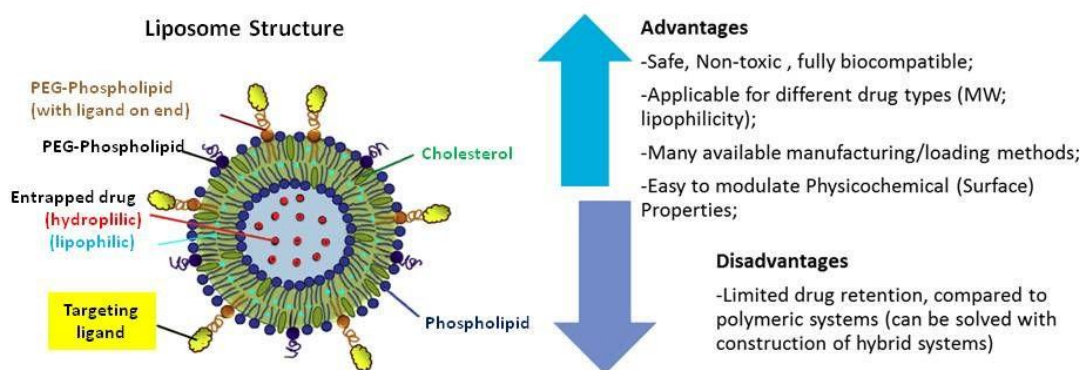 Liposome Structure
PEG-Phospholipid
(with ligand on end)
PEG-Phospholipid
Cholesterol
Entrapped drug
(hydroplilic)
(lipophilic)
Targeting
ligand
Phospholipid
Advantages
-Safe, Non-toxic , fully biocompatible;
-Applicable for different drug types (MW;
lipophilicity);
-Many available manufacturing/loading methods;
-Easy to modulate Physicochemical (Surface)
Properties;
Disadvantages
-Limited drug retention, compared to
polymeric systems (can be solved with
construction of hybrid systems)